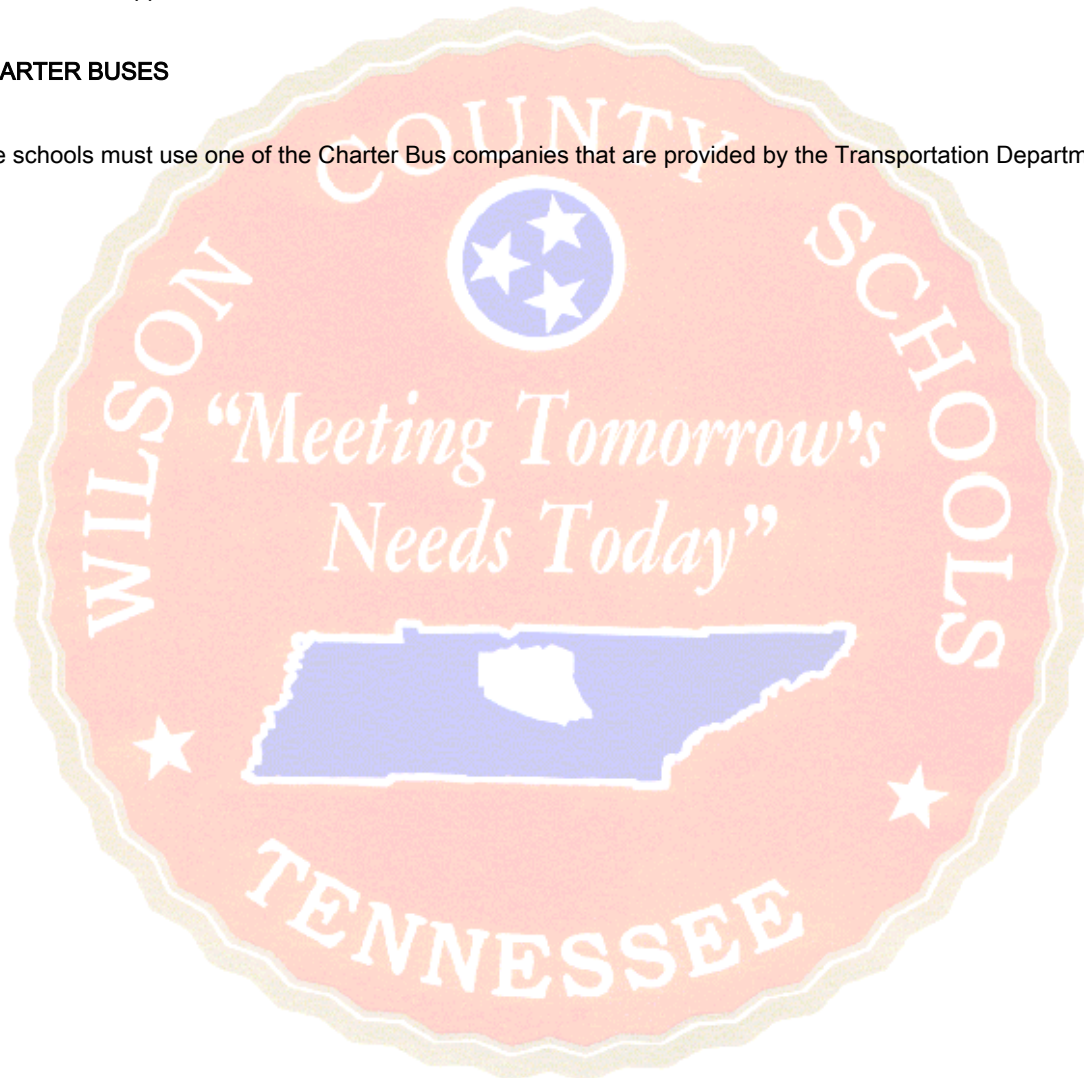 ARTER BUSES
e schools must use one of the Charter Bus companies that are provided by the Transportation Departm
WILSON COUNTY SCHOOLS
“Meeting Tomorrow's
Needs Today”
TENNESSEE